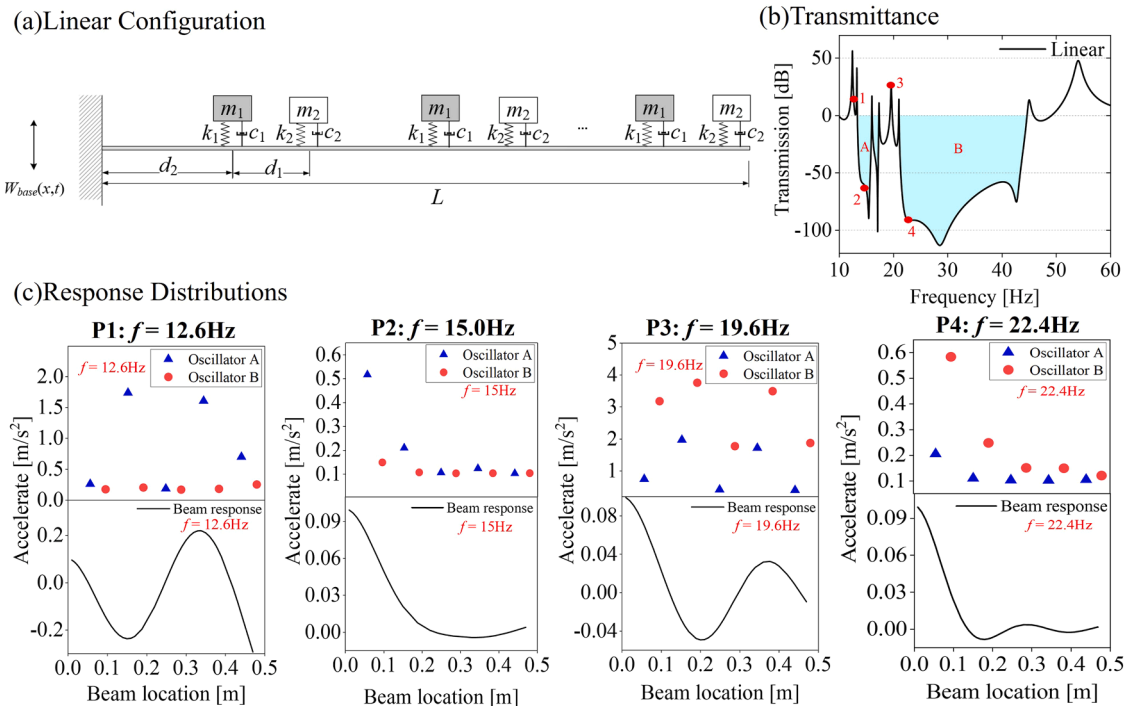 (a)Linear Configuration
m1 m2 m1 m2 m1 m2
k1 c1 k2 c2 k1 c1 k2 c2 ... k1 c1 k2 c2
d2 d1
Wbase(x,t)
L
(b)Transmittance
Linear
50
0
-50
-100
Transmission [dB]
1
2
3
4
A
B
10 20 30 40 50 60
Frequency [Hz]
(c)Response Distributions
P1: f = 12.6Hz
Oscillator A
Oscillator B
f = 12.6Hz
2.0
1.5
1.0
0.5
0.0
Accelerate [m/s²]
Beam response
f = 12.6Hz
0.2
0.0
-0.2
0.0 0.1 0.2 0.3 0.4 0.5
Beam location [m]
P2: f = 15.0Hz
Oscillator A
Oscillator B
f = 15Hz
0.6
0.5
0.4
0.3
0.2
0.1
Accelerate [m/s²]
Beam response
f = 15Hz
0.09
0.06
0.03
0.00
0.0 0.1 0.2 0.3 0.4 0.5
Beam location [m]
P3: f = 19.6Hz
Oscillator A
Oscillator B
f = 19.6Hz
5
4
3
2
1
Accelerate [m/s²]
Beam response
f = 19.6Hz
0.08
0.04
0.00
-0.04
0.0 0.1 0.2 0.3 0.4 0.5
Beam location [m]
P4: f = 22.4Hz
Oscillator A
Oscillator B
f = 22.4Hz
0.6
0.5
0.4
0.3
0.2
0.1
Accelerate [m/s²]
Beam response
f = 22.4Hz
0.09
0.06
0.03
0.00
0.0 0.1 0.2 0.3 0.4 0.5
Beam location [m]